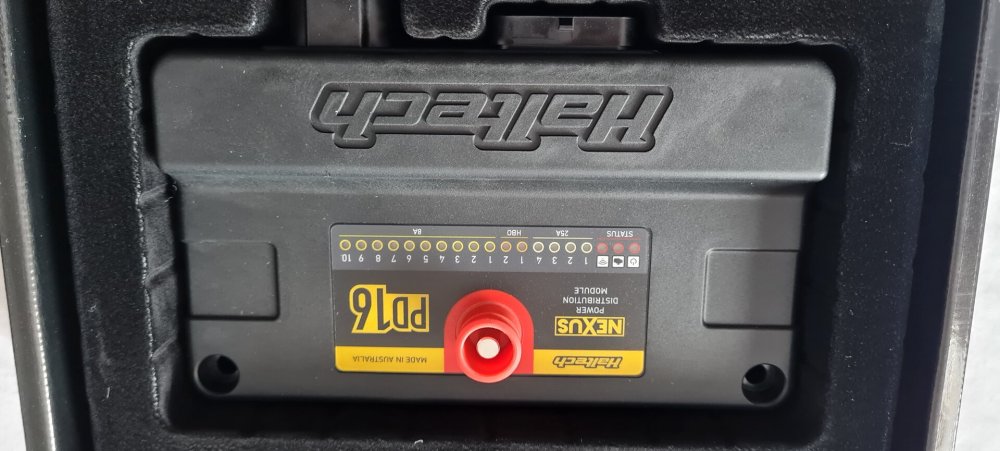 Haltech MADE IN AUSTRALIA
NEXUS
POWER
DISTRIBUTION
MODULE
PD16
1 2 3 4 1 2 1 2 3 4 5 6 7 8 9 10
STATUS 25A HBO 8A
Haltech